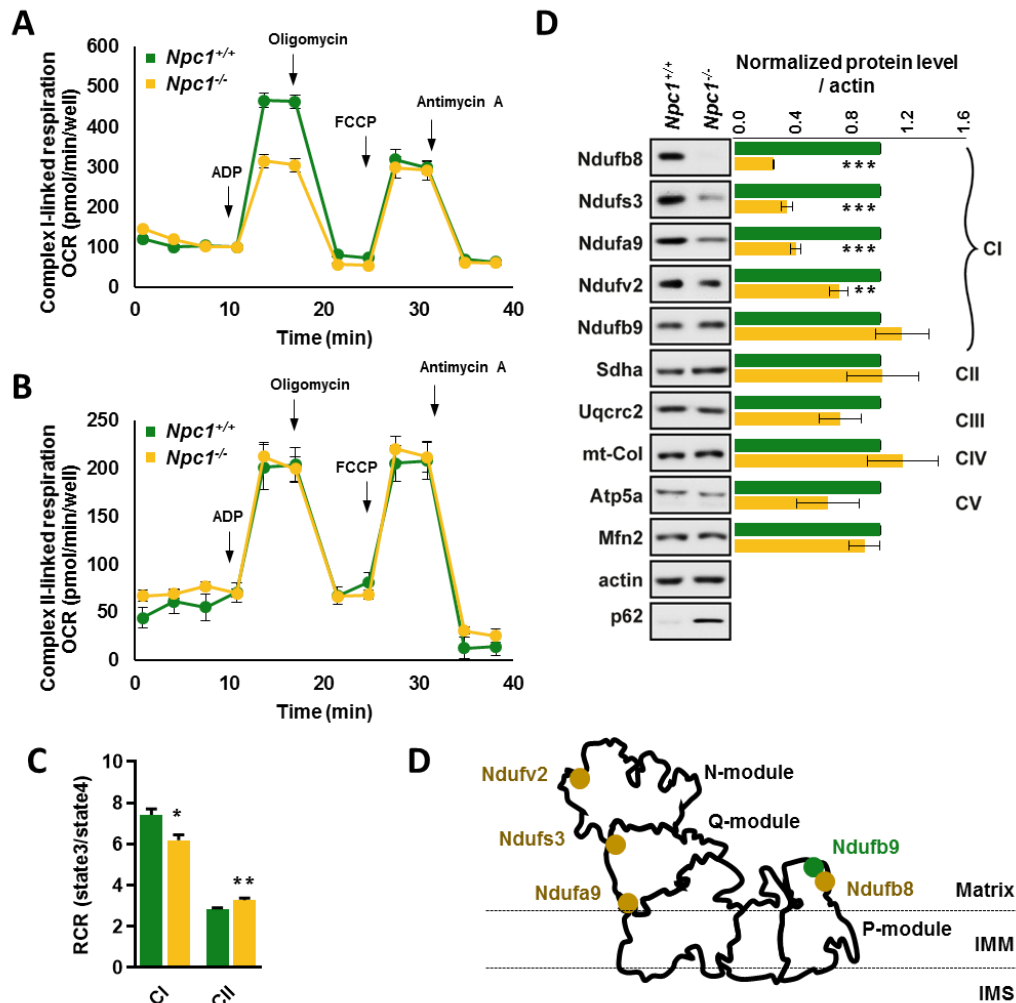 A
600
500
400
300
200
100
0
Complex I-linked respiration
OCR (pmol/min/well)
Npc1+/+
Npc1-/-
Oligomycin
ADP
FCCP
Antimycin A
0
10
20
30
40
Time (min)
B
250
200
150
100
50
0
Complex II-linked respiration
OCR (pmol/min/well)
Npc1+/+
Npc1-/-
Oligomycin
ADP
FCCP
Antimycin A
0
10
20
30
40
Time (min)
C
10
8
6
4
2
0
RCR (state3/state4)
*
**
CI
CII
D
Npc1+/+
Npc1-/-
Normalized protein level
/ actin
0.0
0.4
0.8
1.2
1.6
Ndufb8
***
Ndufs3
***
Ndufa9
***
Ndufv2
**
Ndufb9
CI
Sdha
CII
Uqcrc2
CIII
mt-CoI
CIV
Atp5a
CV
Mfn2
actin
p62
D
Ndufv2
N-module
Ndufs3
Q-module
Ndufa9
Ndufb9
Ndufb8
Matrix
P-module
IMM
IMS